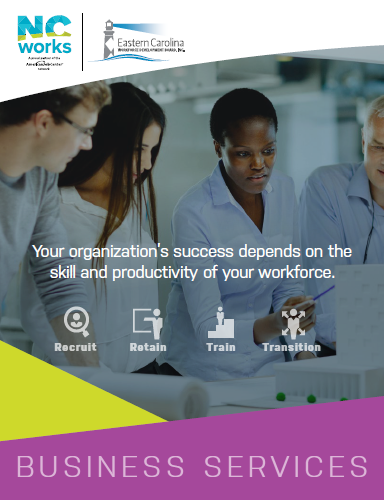 NC
works
A proud partner of the
AmericanJobCenter
network
Eastern Carolina
WORKFORCE DEVELOPMENT BOARD, INC.
Your organization's success depends on the
skill and productivity of your workforce.
Recruit Retain Train Transition
BUSINESS SERVICES